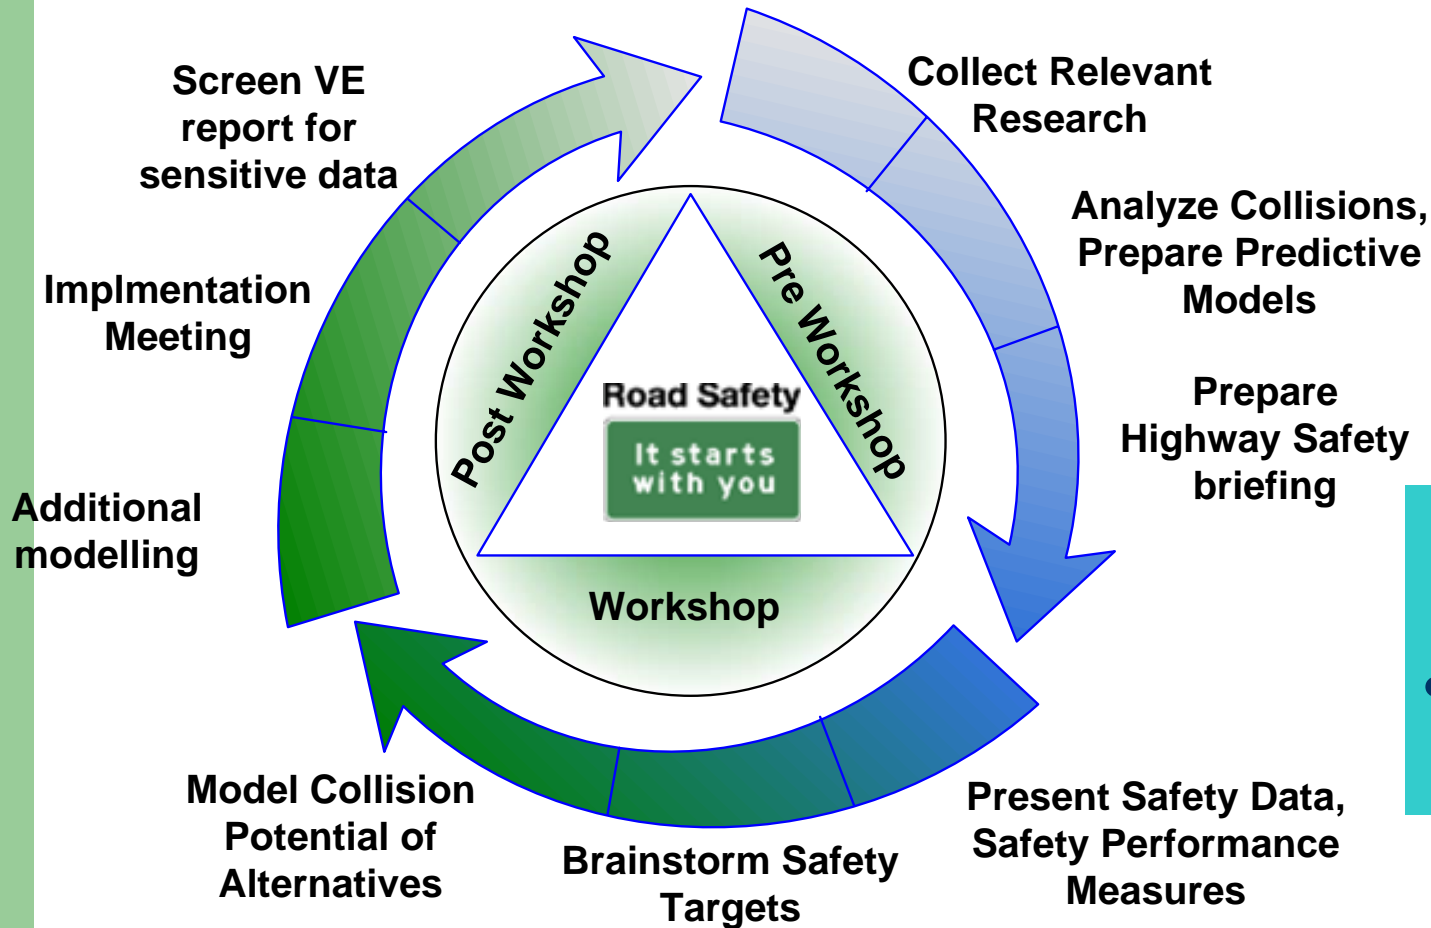 Screen VE
report for
sensitive data
Collect Relevant
Research
Analyze Collisions,
Prepare Predictive
Models
Implmentation
Meeting
Post Workshop
Pre Workshop
Road Safety
It starts
with you
Prepare
Highway Safety
briefing
Additional
modelling
Workshop
Model Collision
Potential of
Alternatives
Brainstorm Safety
Targets
Present Safety Data,
Safety Performance
Measures